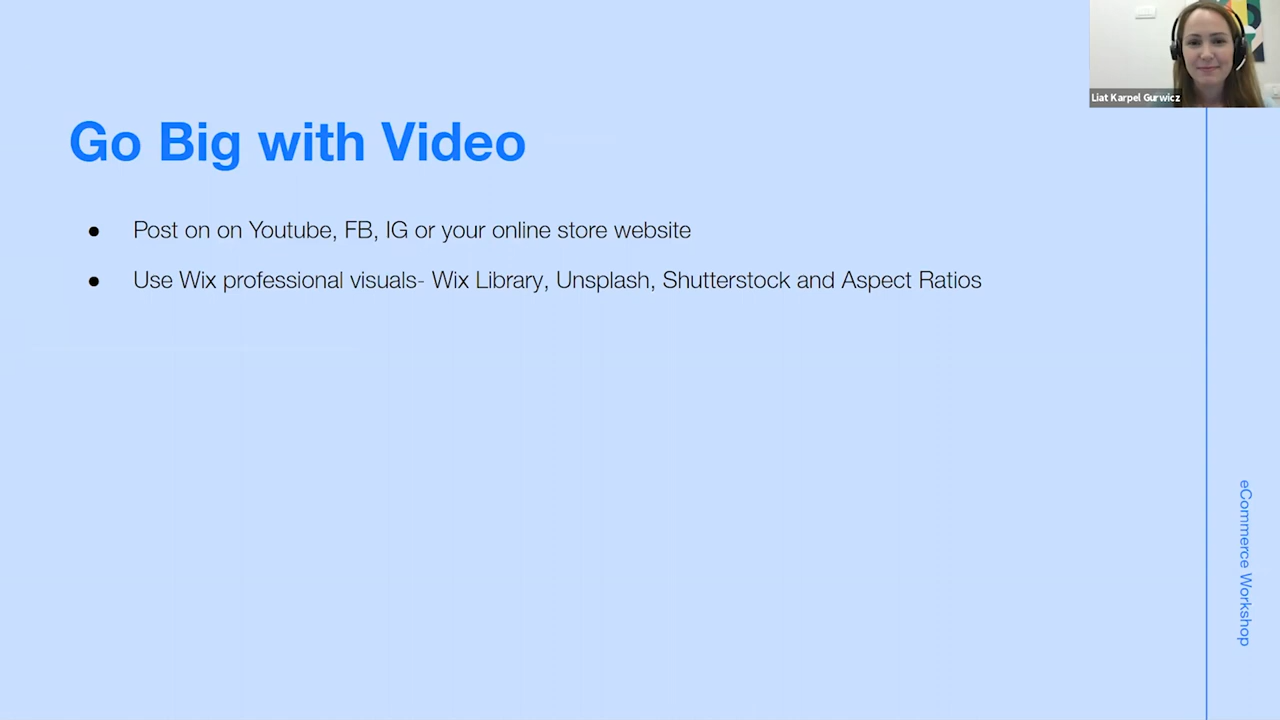 Liat Karpel Gurwicz
Go Big with Video
● Post on on Youtube, FB, IG or your online store website
● Use Wix professional visuals- Wix Library, Unsplash, Shutterstock and Aspect Ratios
eCommerce Workshop